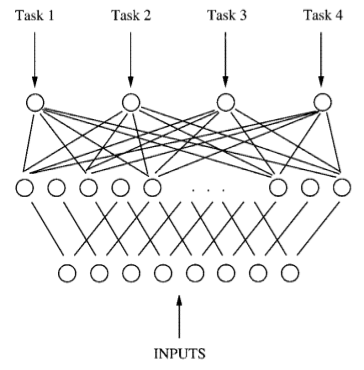 Task 1 Task 2 Task 3 Task 4
. . .
INPUTS